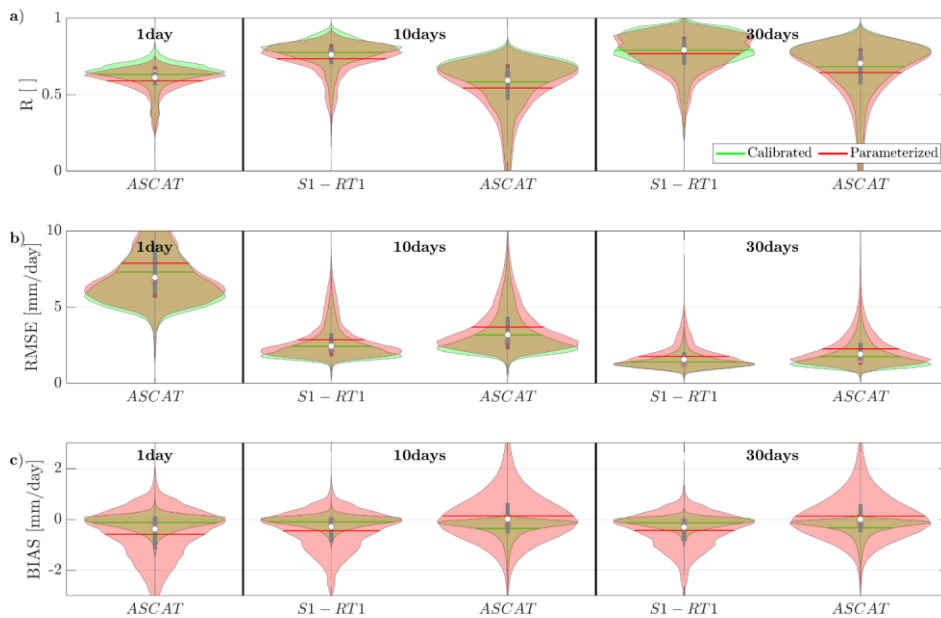 a)
1
0.5
0
R [ ]
1day
10days
30days
Calibrated
Parameterized
ASCAT
S1 − RT1
ASCAT
S1 − RT1
ASCAT
b)
10
5
0
RMSE [mm/day]
1day
10days
30days
ASCAT
S1 − RT1
ASCAT
S1 − RT1
ASCAT
c)
2
0
-2
BIAS [mm/day]
1day
10days
30days
ASCAT
S1 − RT1
ASCAT
S1 − RT1
ASCAT